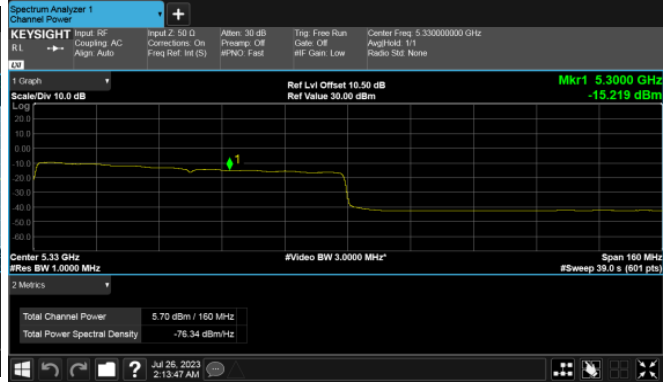 Spectrum Analyzer 1
Channel Power
+
KEYSIGHT
RL
LXI
Input: RF
Coupling: AC
Align: Auto
Input Z: 50 Ω
Corrections: On
Freq Ref: Int (S)
Atten: 30 dB
Preamp: Off
#PNO: Fast
Trig: Free Run
Gate: Off
#IF Gain: Low
Center Freq: 5.330000000 GHz
Avg|Hold: 1/1
Radio Std: None
1 Graph
Scale/Div 10.0 dB
Ref Lvl Offset 10.50 dB
Ref Value 30.00 dBm
Mkr1 5.3000 GHz
-15.219 dBm
Log
20.0
10.0
0.00
-10.0
-20.0
-30.0
-40.0
-50.0
-60.0
1
Center 5.33 GHz
#Res BW 1.0000 MHz
#Video BW 3.0000 MHz*
Span 160 MHz
#Sweep 39.0 s (601 pts)
2 Metrics
Total Channel Power 5.70 dBm / 160 MHz
Total Power Spectral Density -76.34 dBm/Hz
?
Jul 26, 2023
2:13:47 AM